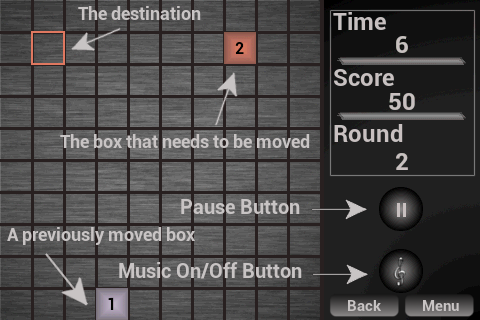 The destination
2
The box that needs to be moved
A previously moved box
1
Time
6
Score
50
Round
2
Pause Button
Music On/Off Button
Back
Menu